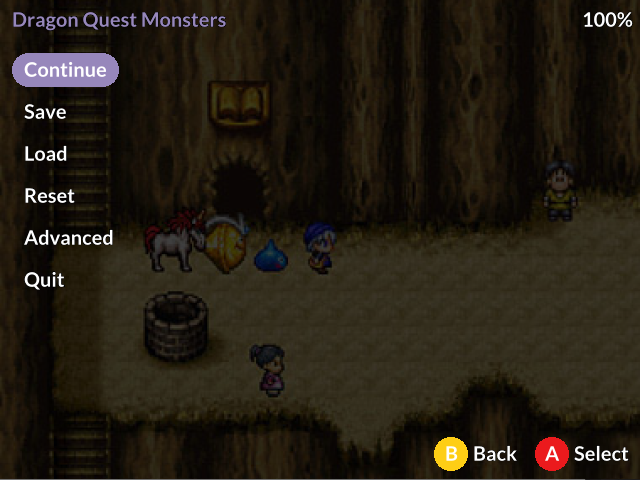 Dragon Quest Monsters
100%
Continue
Save
Load
Reset
Advanced
Quit
B Back A Select